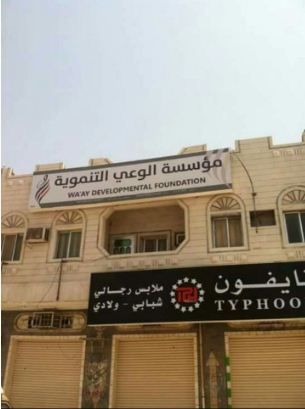 مؤسسة الوعي التنموية
WA'AY DEVELOPMENTAL FOUNDATION
ملابس رجالي
شبابي - ولادي
تايفون
TYPHOO